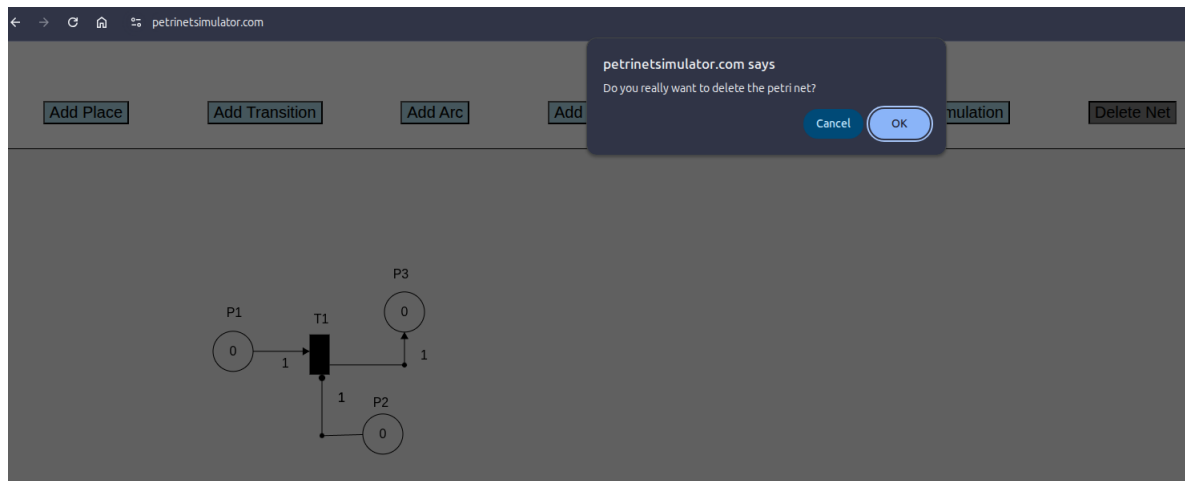 petrinetsimulator.com
petrinetsimulator.com says
Do you really want to delete the petri net?
Cancel OK
Add Place Add Transition Add Arc Add mulation Delete Net
P3
0
P1 T1
0 1 1
1 P2
0